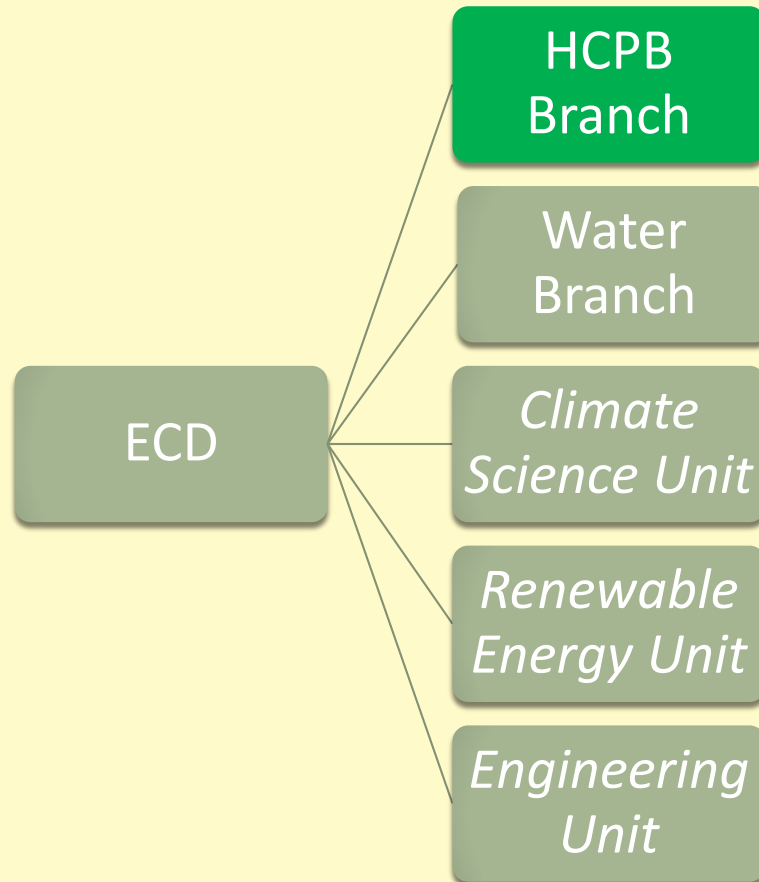 HCPB
Branch
Water
Branch
ECD
Climate
Science Unit
Renewable
Energy Unit
Engineering
Unit